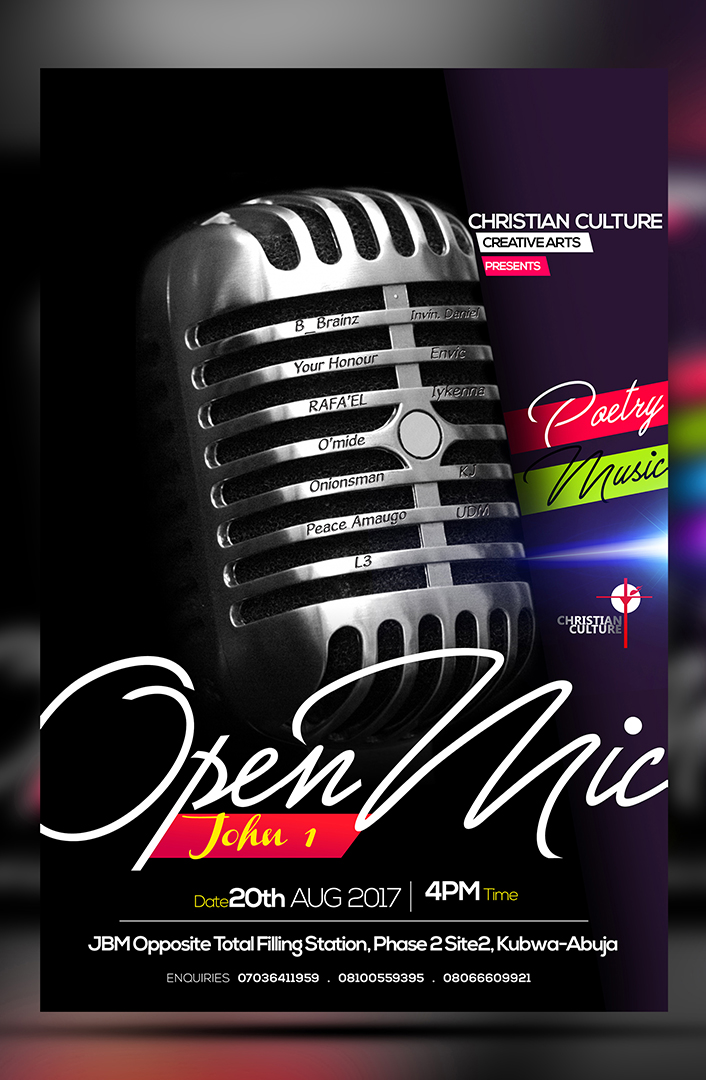 CHRISTIAN CULTURE
CREATIVE ARTS
PRESENTS
B_Brainz
Invin. Daniel
Your Honour
Envic
RAFA'EL
Iykenna
O'mide
Onionsman
KJ
Peace Amaugo
UDM
L3
Poetry
Music
CHRISTIAN
CULTURE
Open Mic
John 1
Date 20th AUG 2017 | 4PM Time
JBM Opposite Total Filling Station, Phase 2 Site2, Kubwa-Abuja
ENQUIRIES 07036411959 . 08100559395 . 08066609921